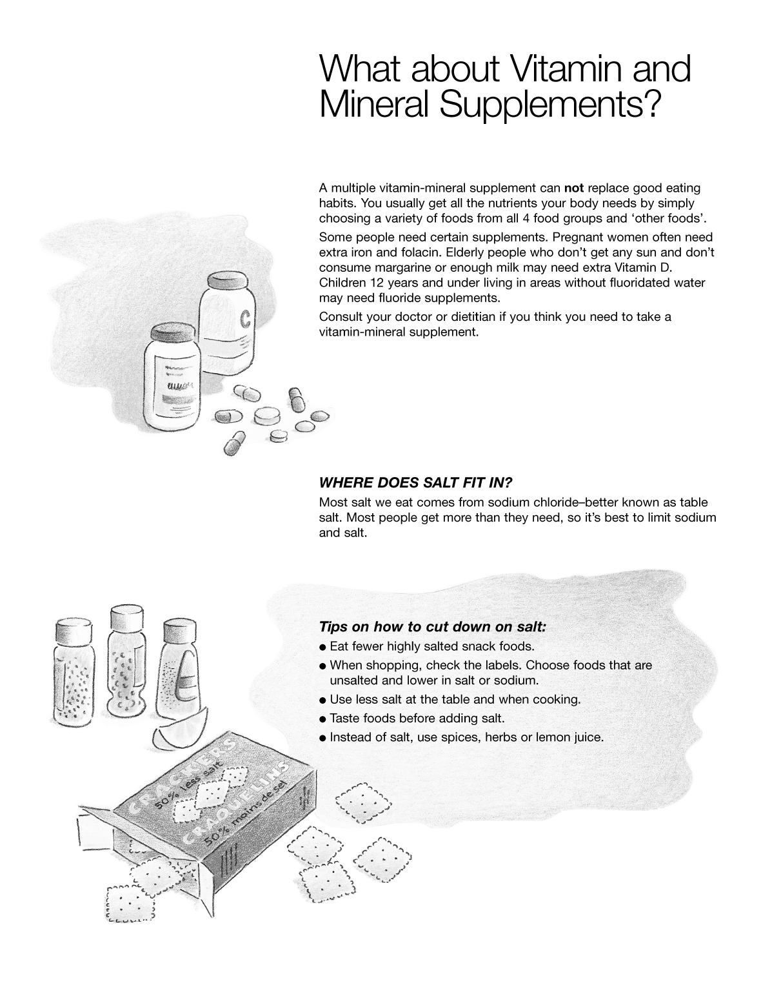 What about Vitamin and
Mineral Supplements?
A multiple vitamin-mineral supplement can not replace good eating
habits. You usually get all the nutrients your body needs by simply
choosing a variety of foods from all 4 food groups and ‘other foods’.
Some people need certain supplements. Pregnant women often need
extra iron and folacin. Elderly people who don’t get any sun and don’t
consume margarine or enough milk may need extra Vitamin D.
Children 12 years and under living in areas without fluoridated water
may need fluoride supplements.
Consult your doctor or dietitian if you think you need to take a
vitamin-mineral supplement.
C
WHERE DOES SALT FIT IN?
Most salt we eat comes from sodium chloride–better known as table
salt. Most people get more than they need, so it’s best to limit sodium
and salt.
Tips on how to cut down on salt:
● Eat fewer highly salted snack foods.
● When shopping, check the labels. Choose foods that are
unsalted and lower in salt or sodium.
● Use less salt at the table and when cooking.
● Taste foods before adding salt.
● Instead of salt, use spices, herbs or lemon juice.
CRACKERS
50% less salt
CRAQUELINS
50% moins de sel